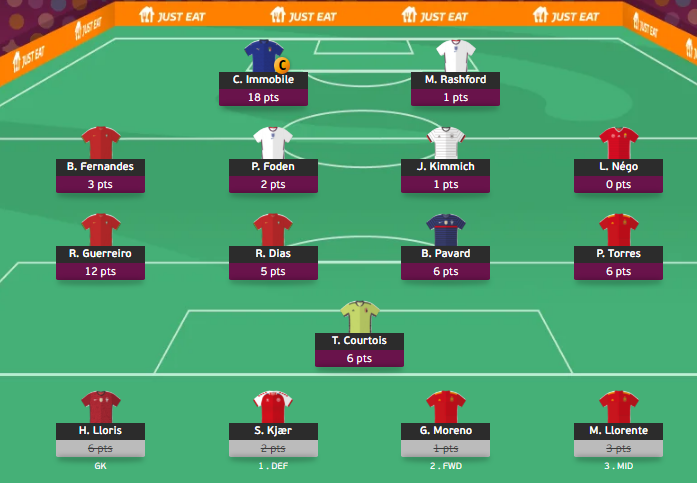 JUST EAT
JUST EAT
JUST EAT
JUST EAT
JUST EAT
JUST EAT
C
C. Immobile
18 pts
M. Rashford
1 pts
B. Fernandes
3 pts
P. Foden
2 pts
J. Kimmich
1 pts
L. Négo
0 pts
R. Guerreiro
12 pts
R. Dias
5 pts
B. Pavard
6 pts
P. Torres
6 pts
T. Courtois
6 pts
H. Lloris
6 pts
GK
S. Kjær
2 pts
1 . DEF
G. Moreno
1 pts
2 . FWD
M. Llorente
3 pts
3 . MID